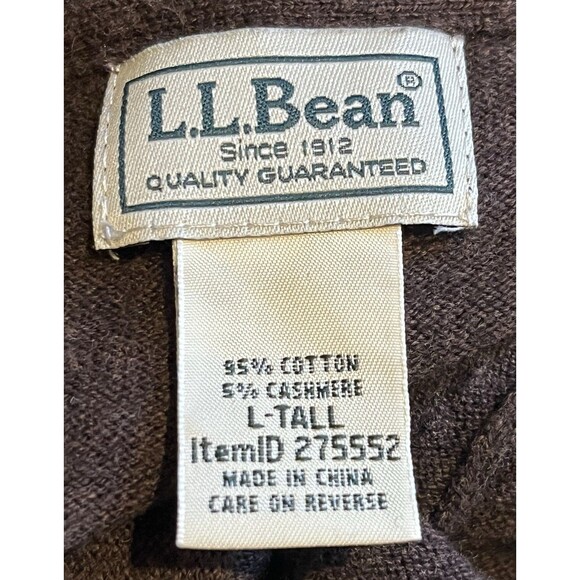 L.L.Bean®
Since 1912
QUALITY GUARANTEED
95% COTTON
5% CASHMERE
L-TALL
ItemID 275552
MADE IN CHINA
CARE ON REVERSE